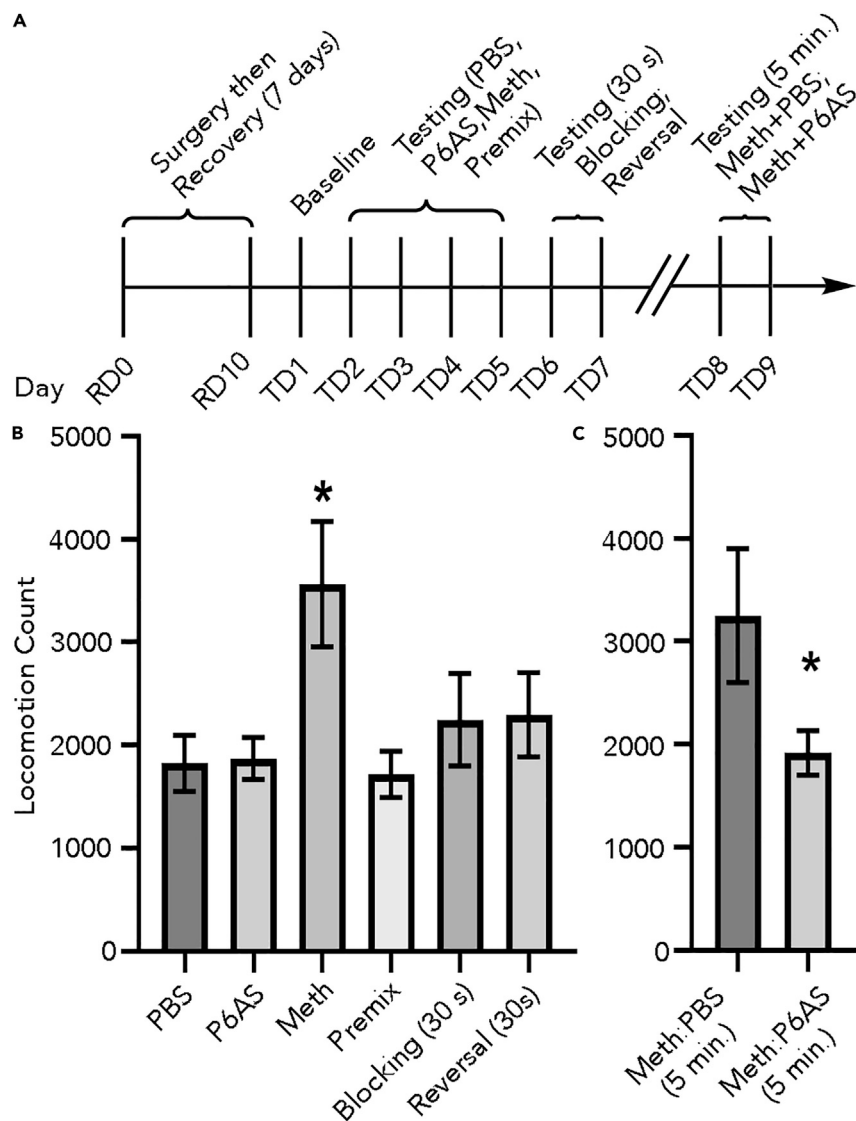 A
Surgery then
Recovery (7 days)
Baseline
Testing (PBS,
P6AS, Meth,
Premix)
Testing (30 s)
Blocking;
Reversal
Testing (5 min.)
Meth+PBS;
Meth+P6AS
Day
RD0
RD10
TD1
TD2
TD3
TD4
TD5
TD6
TD7
TD8
TD9
B
Locomotion Count
5000
4000
3000
2000
1000
0
*
PBS
P6AS
Meth
Premix
Blocking (30 s)
Reversal (30s)
C
5000
4000
3000
2000
1000
0
*
Meth:PBS
(5 min.)
Meth:P6AS
(5 min.)